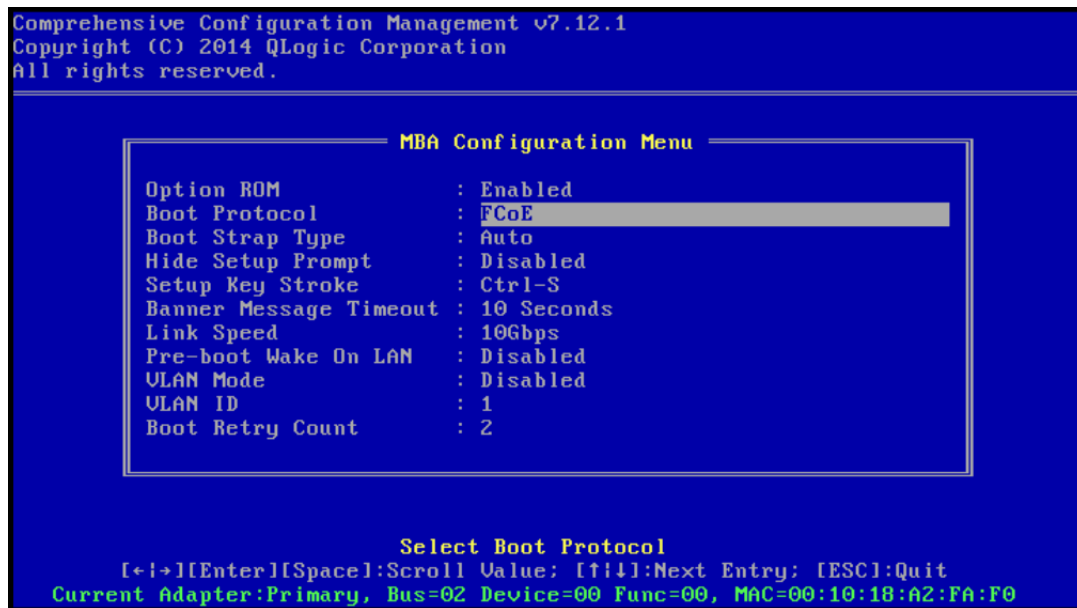 Comprehensive Configuration Management v7.12.1
Copyright (C) 2014 QLogic Corporation
All rights reserved.
MBA Configuration Menu
Option ROM : Enabled
Boot Protocol : FCoE
Boot Strap Type : Auto
Hide Setup Prompt : Disabled
Setup Key Stroke : Ctrl-S
Banner Message Timeout : 10 Seconds
Link Speed : 10Gbps
Pre-boot Wake On LAN : Disabled
VLAN Mode : Disabled
VLAN ID : 1
Boot Retry Count : 2
Select Boot Protocol
[←|→][Enter][Space]:Scroll Value; [↑|↓]:Next Entry; [ESC]:Quit
Current Adapter:Primary, Bus=02 Device=00 Func=00, MAC=00:10:18:A2:FA:F0